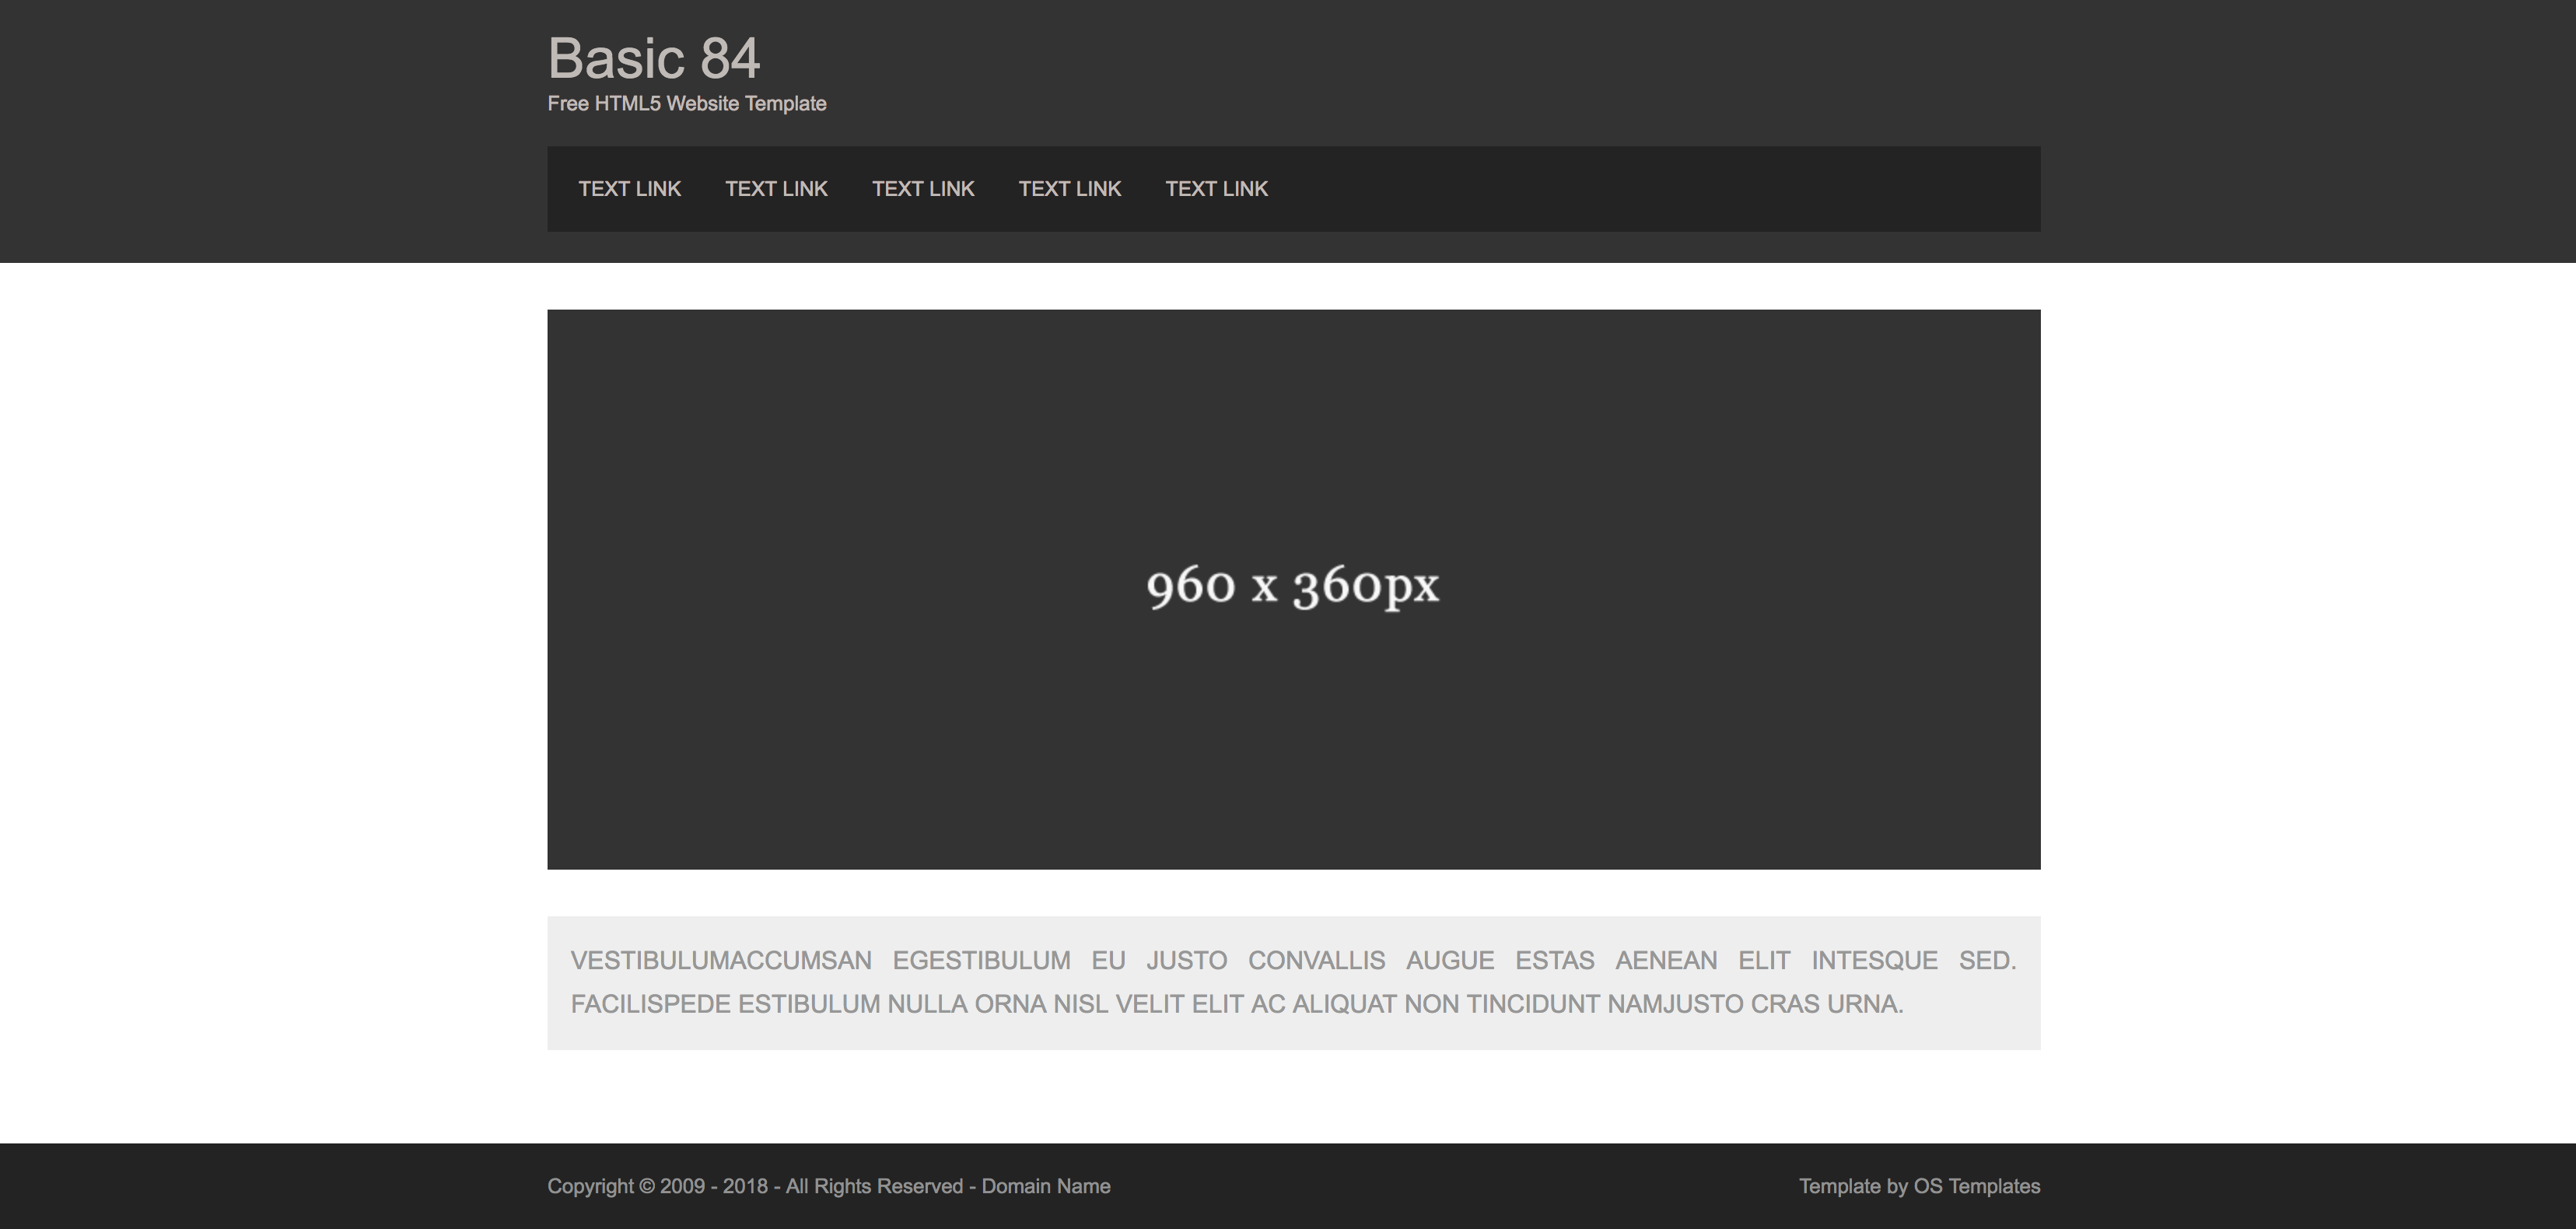 Basic 84
Free HTML5 Website Template
TEXT LINK TEXT LINK TEXT LINK TEXT LINK TEXT LINK
960 x 360px
VESTIBULUMACCUMSAN EGESTIBULUM EU JUSTO CONVALLIS AUGUE ESTAS AENEAN ELIT INTESQUE SED.
FACILISPEDE ESTIBULUM NULLA ORNA NISL VELIT ELIT AC ALIQUAT NON TINCIDUNT NAMJUSTO CRAS URNA.
Copyright © 2009 - 2018 - All Rights Reserved - Domain Name Template by OS Templates